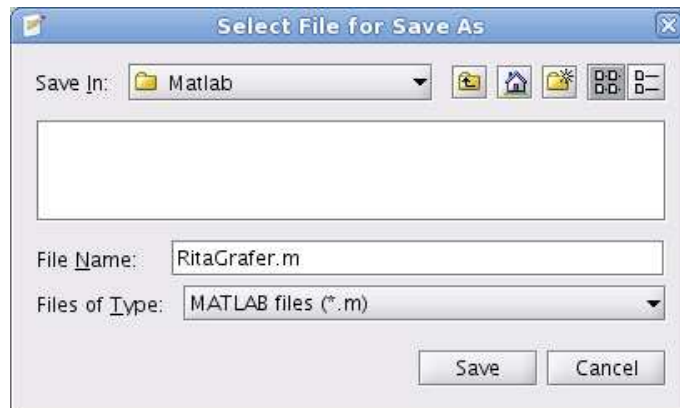 Select File for Save As
Save In: Matlab
File Name: RitaGrafer.m
Files of Type: MATLAB files (*.m)
Save Cancel